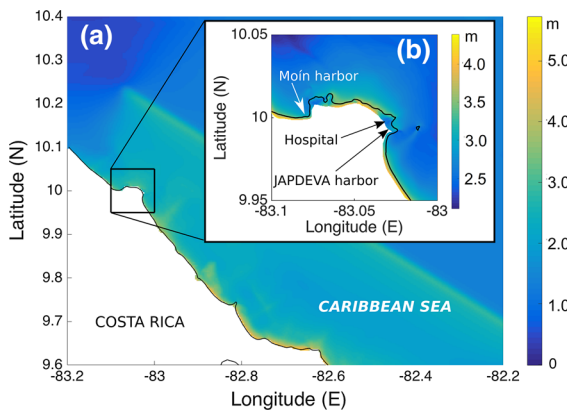 (a)
10.4
10.3
10.2
10.1
10
9.9
9.8
9.7
9.6
Latitude (N)
-83.2
-83
-82.8
-82.6
-82.4
-82.2
Longitude (E)
COSTA RICA
CARIBBEAN SEA
(b)
10.05
10
9.95
Latitude (N)
-83.1
-83.05
-83
Longitude (E)
Moín harbor
Hospital
JAPDEVA harbor
m
4.0
3.5
3.0
2.5
m
5.0
4.0
3.0
2.0
1.0
0